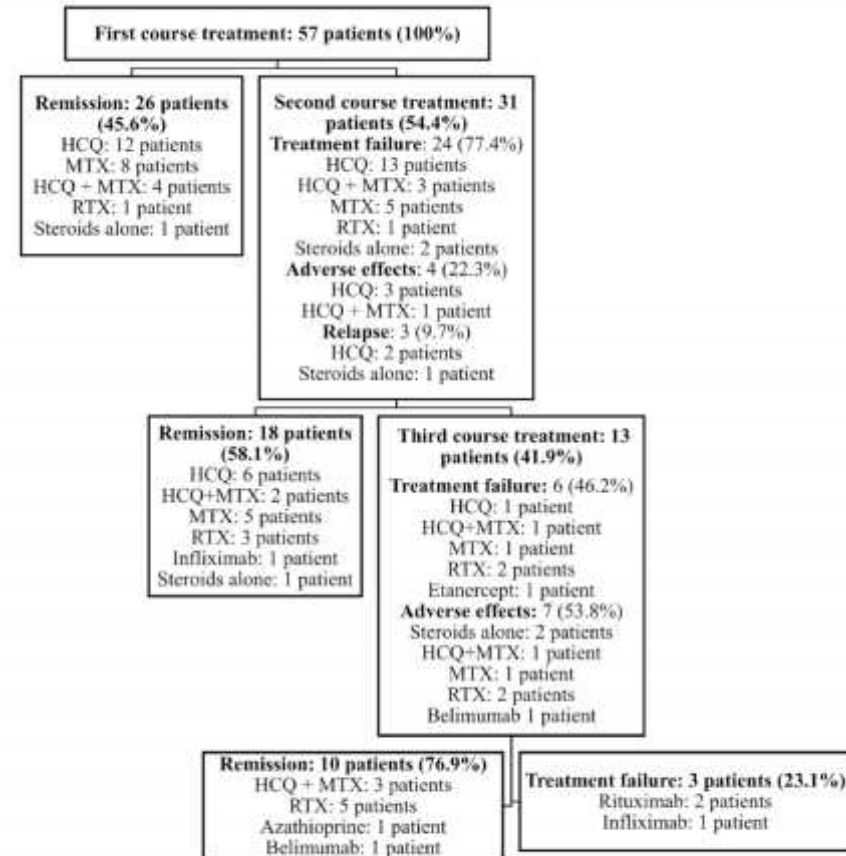 First course treatment: 57 patients (100%)
Remission: 26 patients
(45.6%)
HCQ: 12 patients
MTX: 8 patients
HCQ + MTX: 4 patients
RTX: 1 patient
Steroids alone: 1 patient
Second course treatment: 31
patients (54.4%)
Treatment failure: 24 (77.4%)
HCQ: 13 patients
HCQ + MTX: 3 patients
MTX: 5 patients
RTX: 1 patient
Steroids alone: 2 patients
Adverse effects: 4 (22.3%)
HCQ: 3 patients
HCQ + MTX: 1 patient
Relapse: 3 (9.7%)
HCQ: 2 patients
Steroids alone: 1 patient
Remission: 18 patients
(58.1%)
HCQ: 6 patients
HCQ+MTX: 2 patients
MTX: 5 patients
RTX: 3 patients
Infliximab: 1 patient
Steroids alone: 1 patient
Third course treatment: 13
patients (41.9%)
Treatment failure: 6 (46.2%)
HCQ: 1 patient
HCQ+MTX: 1 patient
MTX: 1 patient
RTX: 2 patients
Etanercept: 1 patient
Adverse effects: 7 (53.8%)
Steroids alone: 2 patients
HCQ+MTX: 1 patient
MTX: 1 patient
RTX: 2 patients
Belimumab 1 patient
Remission: 10 patients (76.9%)
HCQ + MTX: 3 patients
RTX: 5 patients
Azathioprine: 1 patient
Belimumab: 1 patient
Treatment failure: 3 patients (23.1%)
Rituximab: 2 patients
Infliximab: 1 patient